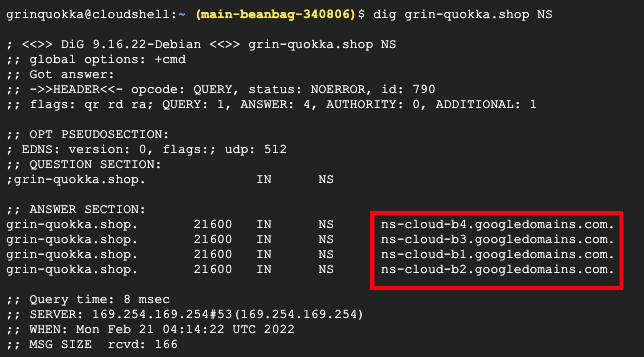 grinquokka@cloudshell:~ (main-beanbag-340806)$ dig grin-quokka.shop NS
; <<>> DiG 9.16.22-Debian <<>> grin-quokka.shop NS
;; global options: +cmd
;; Got answer:
;; ->>HEADER<<- opcode: QUERY, status: NOERROR, id: 790
;; flags: qr rd ra; QUERY: 1, ANSWER: 4, AUTHORITY: 0, ADDITIONAL: 1
;; OPT PSEUDOSECTION:
; EDNS: version: 0, flags:; udp: 512
;; QUESTION SECTION:
;grin-quokka.shop. IN NS
;; ANSWER SECTION:
grin-quokka.shop. 21600 IN NS ns-cloud-b4.googledomains.com.
grin-quokka.shop. 21600 IN NS ns-cloud-b3.googledomains.com.
grin-quokka.shop. 21600 IN NS ns-cloud-b1.googledomains.com.
grin-quokka.shop. 21600 IN NS ns-cloud-b2.googledomains.com.
;; Query time: 8 msec
;; SERVER: 169.254.169.254#53(169.254.169.254)
;; WHEN: Mon Feb 21 04:14:22 UTC 2022
;; MSG SIZE rcvd: 166